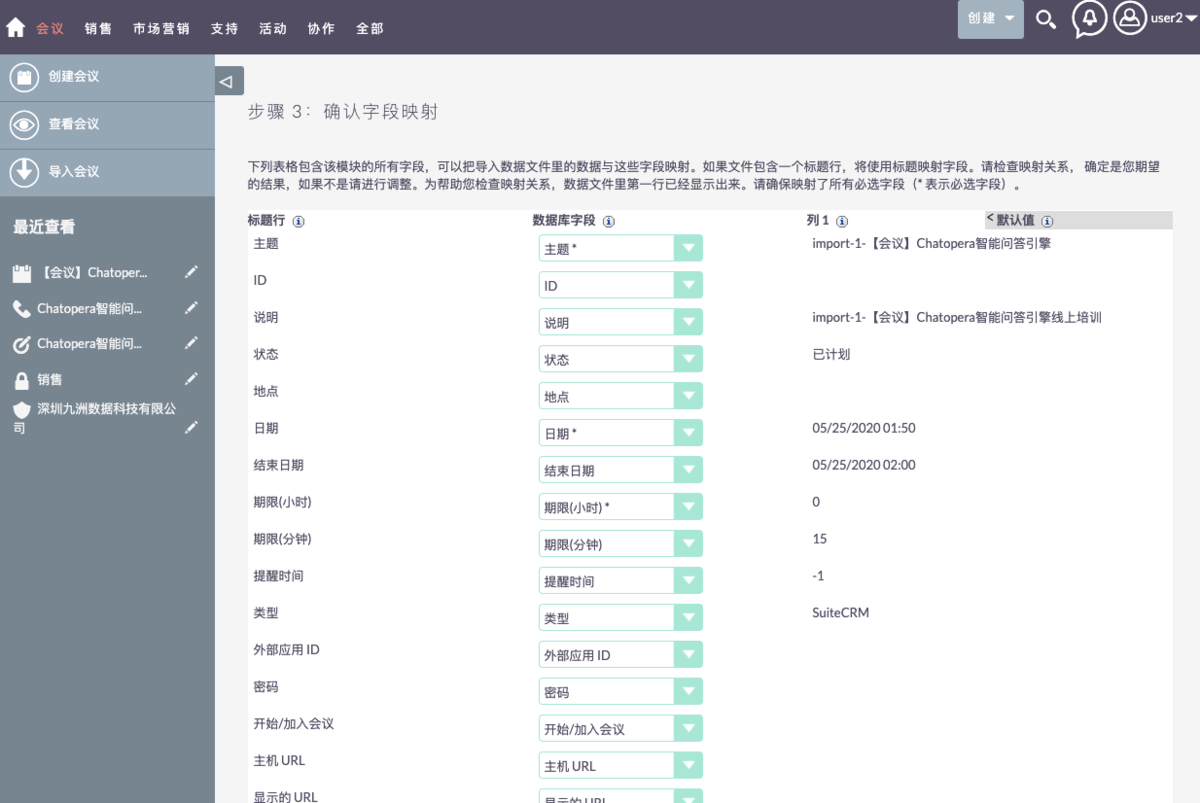 会议 销售 市场营销 支持 活动 协作 全部 创建 user2
创建会议
查看会议
导入会议
最近查看
【会议】Chatoper...
Chatopera智能问...
Chatopera智能问...
销售
深圳九洲数据科技有限公
司
步骤 3：确认字段映射
下列表格包含该模块的所有字段，可以把导入数据文件里的数据与这些字段映射。如果文件包含一个标题行，将使用标题映射字段。请检查映射关系， 确定是您期望
的结果，如果不是请进行调整。为帮助您检查映射关系，数据文件里第一行已经显示出来。请确保映射了所有必选字段（* 表示必选字段）。
标题行 数据库字段 列 1 < 默认值
主题 主题 * import-1-【会议】Chatopera智能问答引擎
ID ID
说明 说明 import-1-【会议】Chatopera智能问答引擎线上培训
状态 状态 已计划
地点 地点
日期 日期 * 05/25/2020 01:50
结束日期 结束日期 05/25/2020 02:00
期限(小时) 期限(小时) * 0
期限(分钟) 期限(分钟) 15
提醒时间 提醒时间 -1
类型 类型 SuiteCRM
外部应用 ID 外部应用 ID
密码 密码
开始/加入会议 开始/加入会议
主机 URL 主机 URL
显示的 URL 显示的 URL